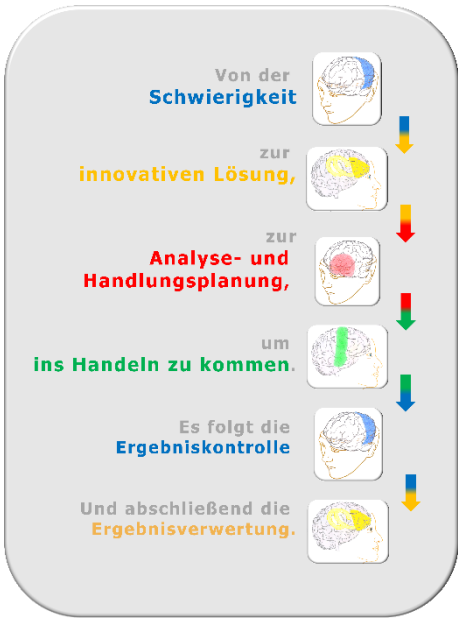 Von der
Schwierigkeit
zur
innovativen Lösung,
zur
Analyse- und
Handlungsplanung,
um
ins Handeln zu kommen.
Es folgt die
Ergebniskontrolle
Und abschließend die
Ergebnisverwertung.